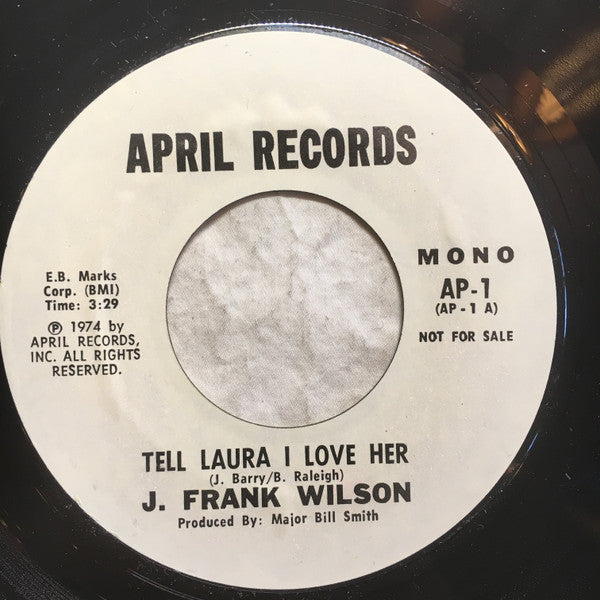 APRIL RECORDS
E.B. Marks
Corp. (BMI)
Time: 3:29
℗ 1974 by
APRIL RECORDS,
INC. ALL RIGHTS
RESERVED.
MONO
AP-1
(AP - 1 A)
NOT FOR SALE
TELL LAURA I LOVE HER
(J. Barry/B. Raleigh)
J. FRANK WILSON
Produced By: Major Bill Smith